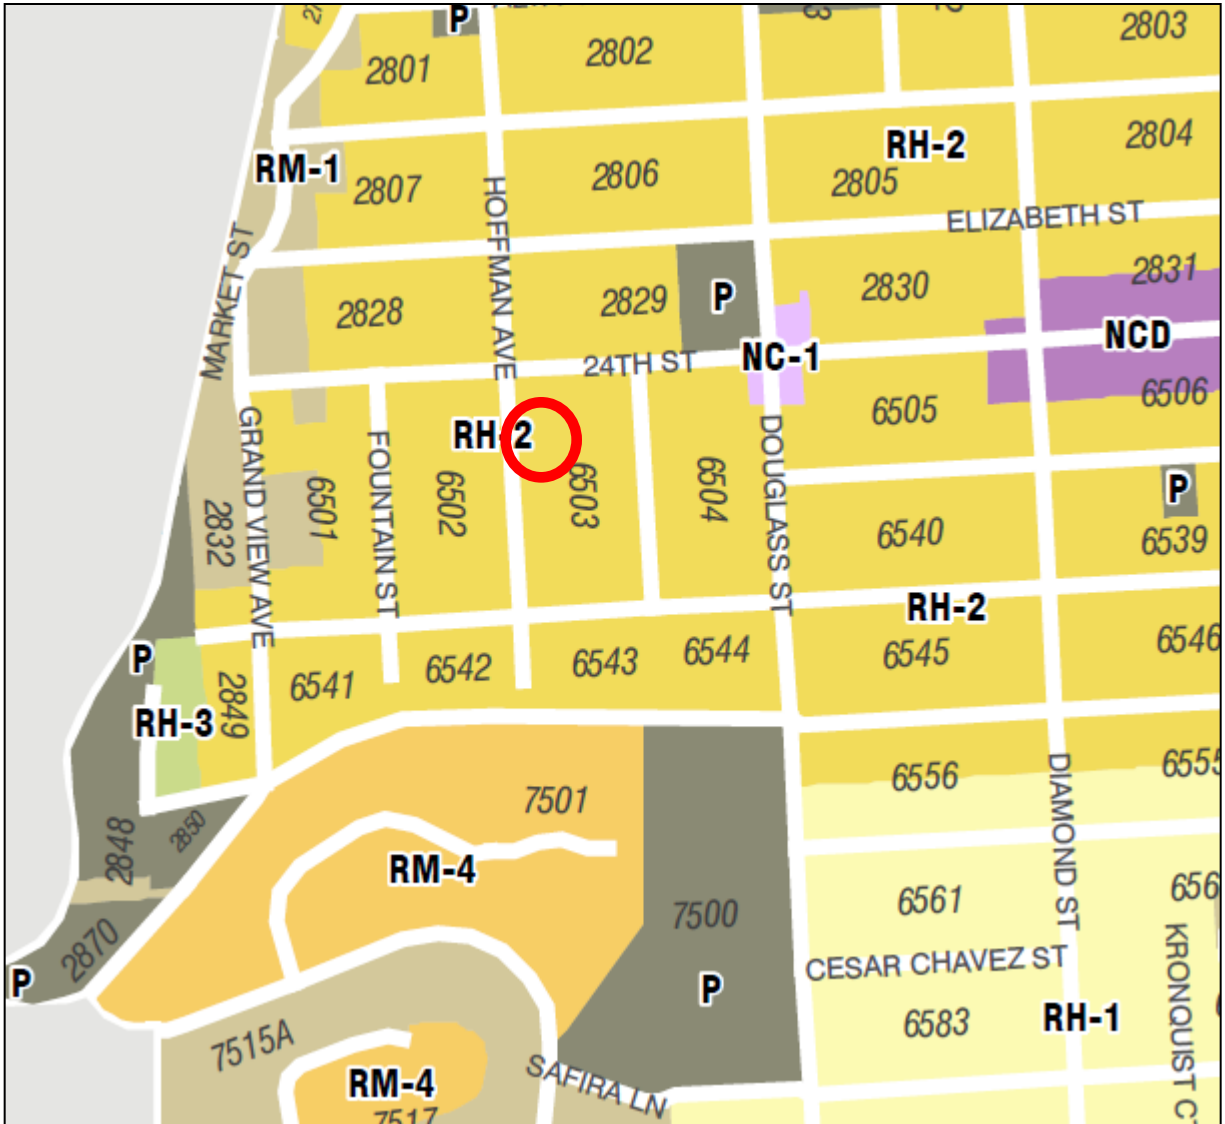 P
2801
2802
2803
RM-1
2807
2806
RH-2
2805
2804
HOFFMAN AVE
ELIZABETH ST
MARKET ST
2828
2829
P
2830
2831
24TH ST
NC-1
NCD
GRAND VIEW AVE
FOUNTAIN ST
RH-2
6505
6506
2832
6501
6502
6503
6504
DOUGLASS ST
6540
P
6539
RH-2
P
RH-3
2849
6541
6542
6543
6544
6545
6546
6556
6555
DIAMOND ST
7501
2848
2850
RM-4
7500
6561
656
2870
P
P
CESAR CHAVEZ ST
KRONQUIST CT
6583
RH-1
7515A
RM-4
SAFIRA LN
7517